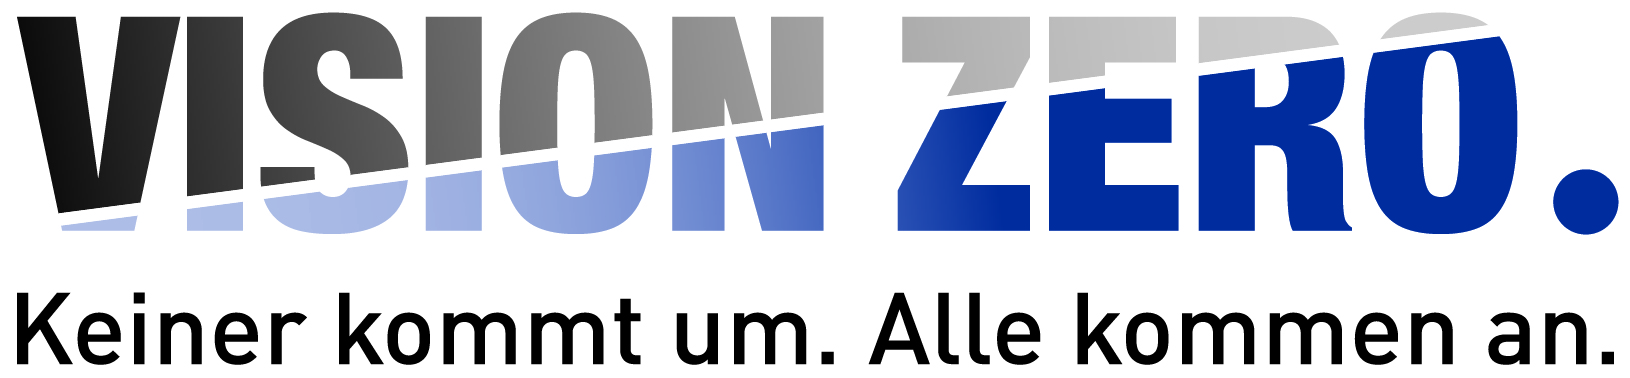 VISION ZERO.
Keiner kommt um. Alle kommen an.